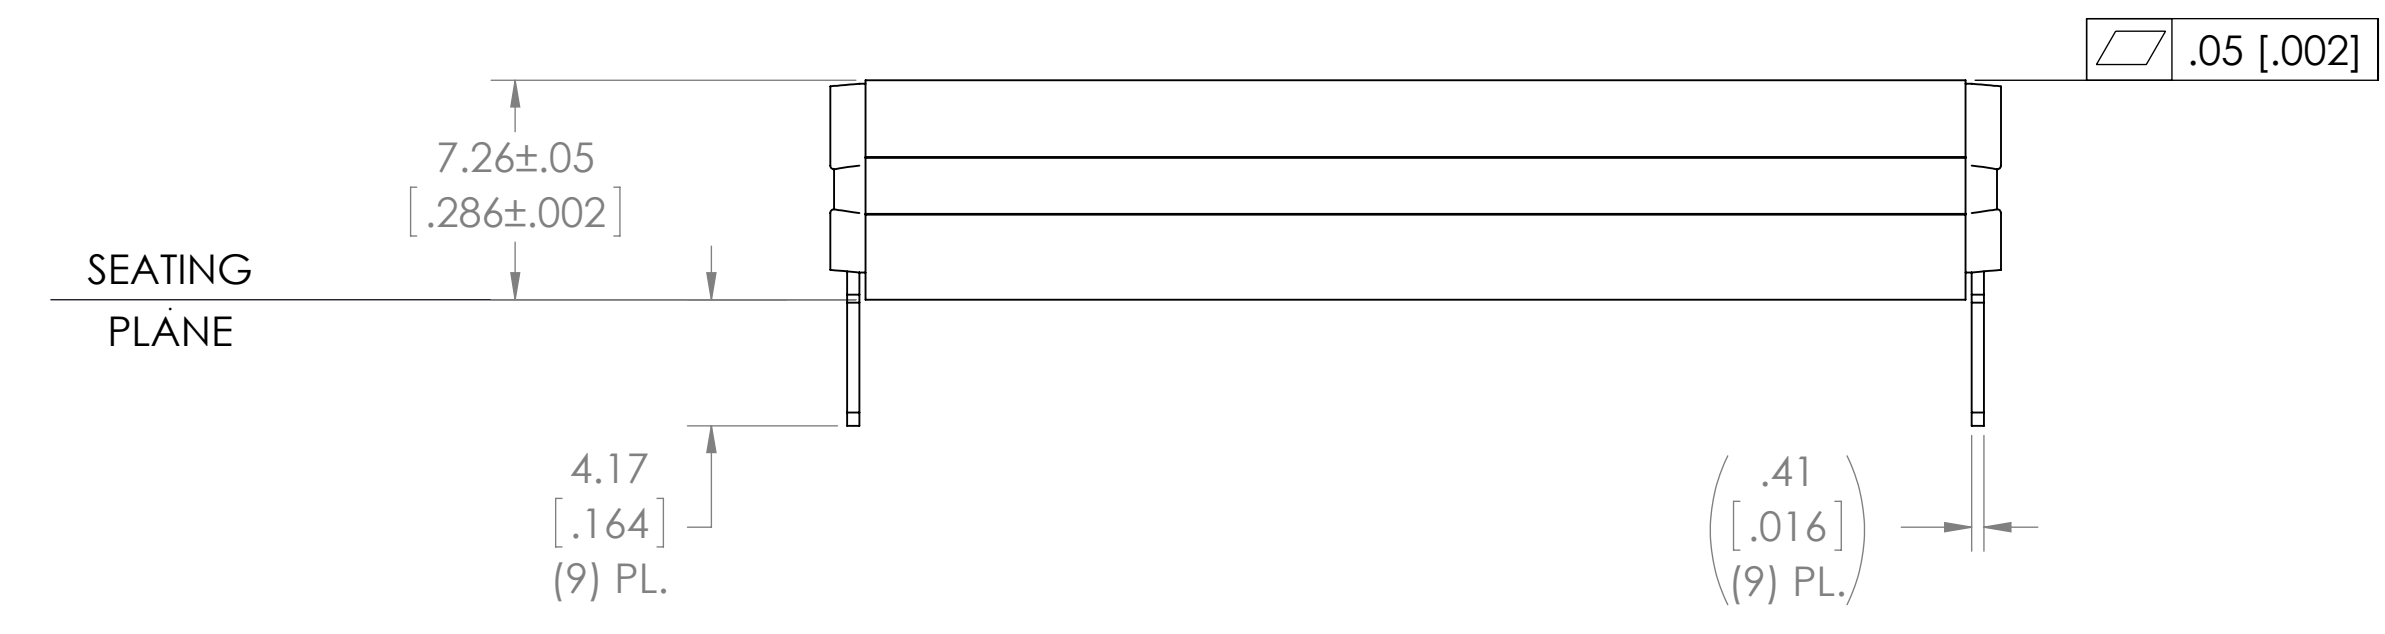 .05 [.002]
7.26±.05
[.286±.002]
SEATING
PLANE
4.17
[.164]
(9) PL.
(.41
[.016]
(9) PL.)